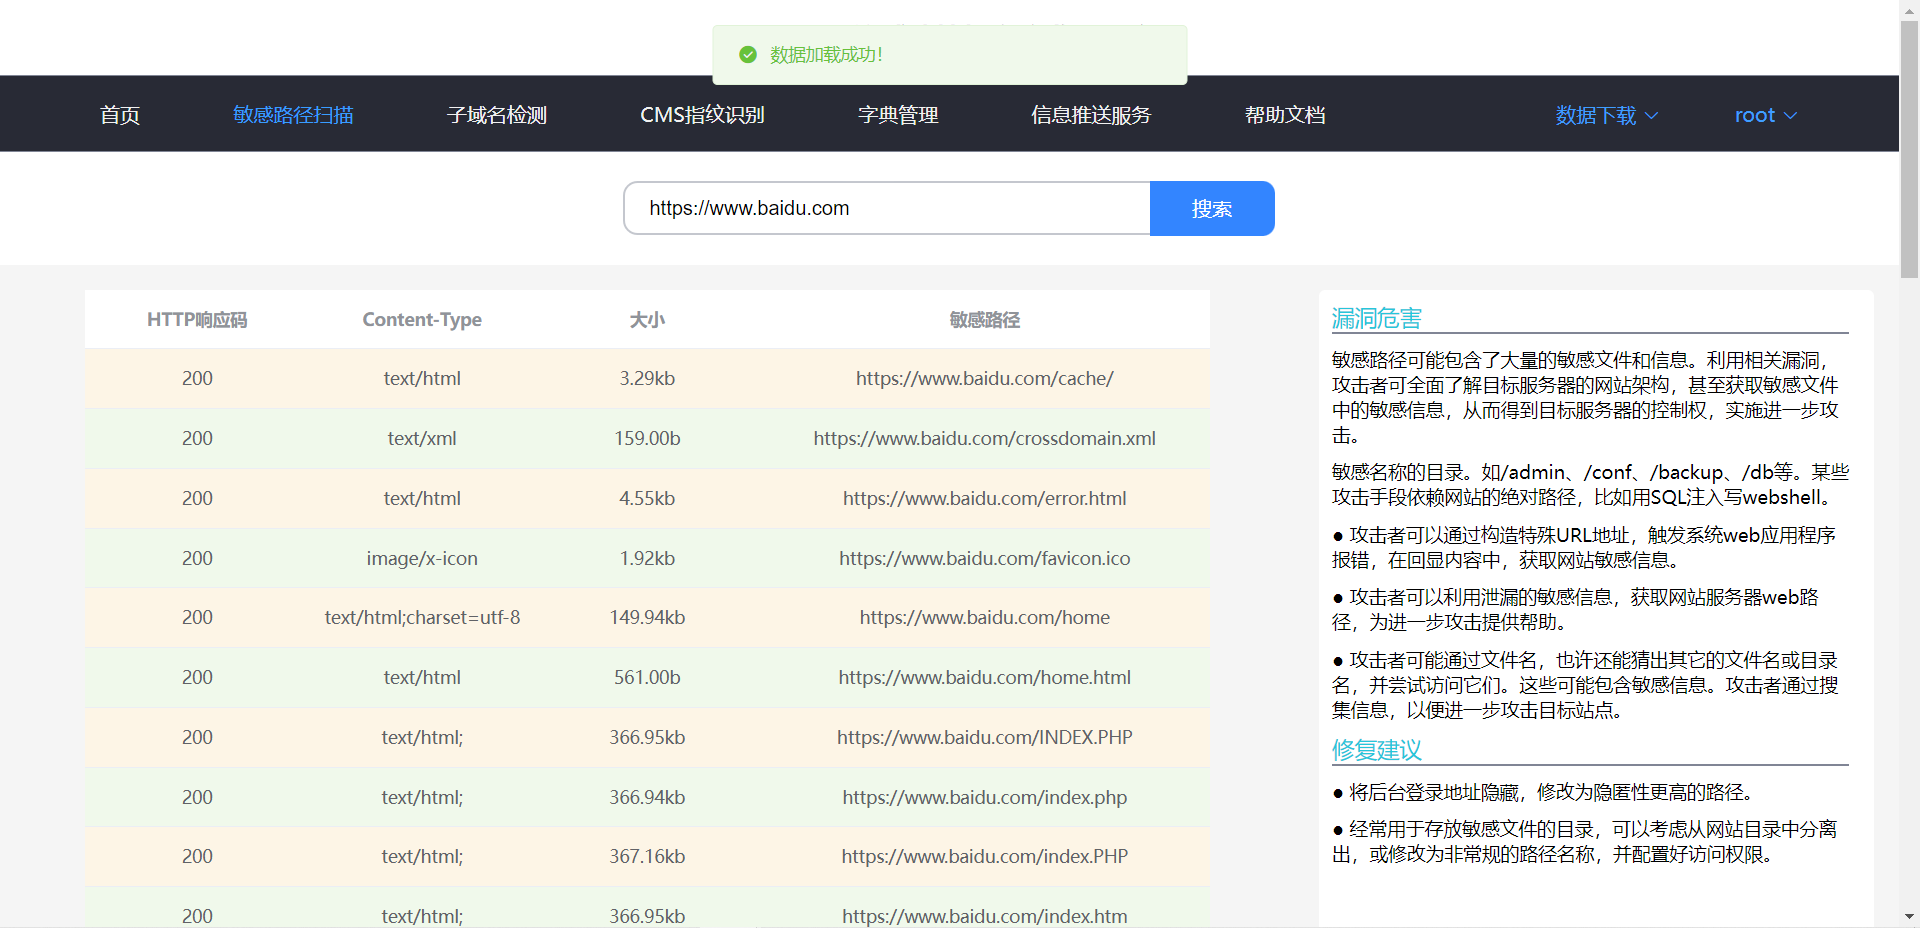 数据加载成功！
首页 敏感路径扫描 子域名检测 CMS指纹识别 字典管理 信息推送服务 帮助文档 数据下载 root
https://www.baidu.com 搜索
HTTP响应码 Content-Type 大小 敏感路径
200 text/html 3.29kb https://www.baidu.com/cache/
200 text/xml 159.00b https://www.baidu.com/crossdomain.xml
200 text/html 4.55kb https://www.baidu.com/error.html
200 image/x-icon 1.92kb https://www.baidu.com/favicon.ico
200 text/html;charset=utf-8 149.94kb https://www.baidu.com/home
200 text/html 561.00b https://www.baidu.com/home.html
200 text/html; 366.95kb https://www.baidu.com/INDEX.PHP
200 text/html; 366.94kb https://www.baidu.com/index.php
200 text/html; 367.16kb https://www.baidu.com/index.PHP
200 text/html; 366.95kb https://www.baidu.com/index.htm
漏洞危害
敏感路径可能包含了大量的敏感文件和信息。利用相关漏洞，
攻击者可全面了解目标服务器的网站架构，甚至获取敏感文件
中的敏感信息，从而得到目标服务器的控制权，实施进一步攻
击。
敏感名称的目录。如/admin、/conf、/backup、/db等。某些
攻击手段依赖网站的绝对路径，比如用SQL注入写webshell。
● 攻击者可以通过构造特殊URL地址，触发系统web应用程序
报错，在回显内容中，获取网站敏感信息。
● 攻击者可以利用泄漏的敏感信息，获取网站服务器web路
径，为进一步攻击提供帮助。
● 攻击者可能通过文件名，也许还能猜出其它的文件名或目录
名，并尝试访问它们。这些可能包含敏感信息。攻击者通过搜
集信息，以便进一步攻击目标站点。
修复建议
● 将后台登录地址隐藏，修改为隐匿性更高的路径。
● 经常用于存放敏感文件的目录，可以考虑从网站目录中分离
出，或修改为非常规的路径名称，并配置好访问权限。